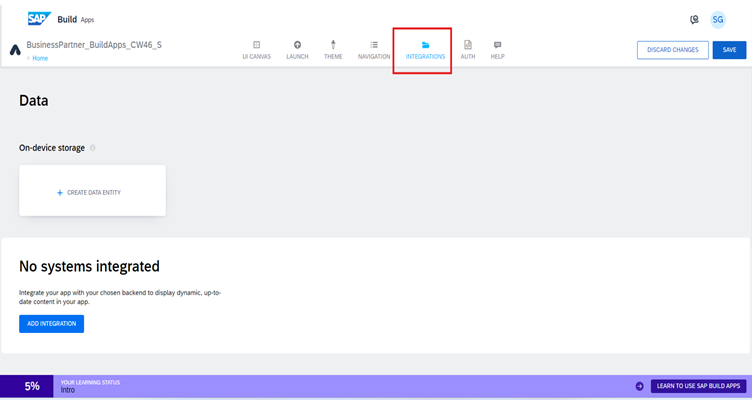 SAP Build Apps
SG
BusinessPartner_BuildApps_CW46_S
> Home
UI CANVAS LAUNCH THEME NAVIGATION INTEGRATIONS AUTH HELP
DISCARD CHANGES SAVE
Data
On-device storage
+ CREATE DATA ENTITY
No systems integrated
Integrate your app with your chosen backend to display dynamic, up-to-
date content in your app.
ADD INTEGRATION
5%
YOUR LEARNING STATUS
Intro
LEARN TO USE SAP BUILD APPS